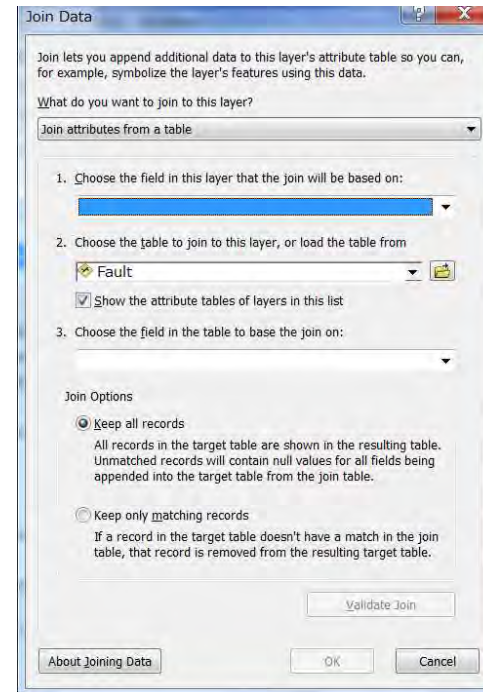 Join Data
Join lets you append additional data to this layer's attribute table so you can,
for example, symbolize the layer's features using this data.
What do you want to join to this layer?
Join attributes from a table
1. Choose the field in this layer that the join will be based on:
2. Choose the table to join to this layer, or load the table from
Fault
Show the attribute tables of layers in this list
3. Choose the field in the table to base the join on:
Join Options
Keep all records
All records in the target table are shown in the resulting table.
Unmatched records will contain null values for all fields being
appended into the target table from the join table.
Keep only matching records
If a record in the target table doesn't have a match in the join
table, that record is removed from the resulting target table.
Validate Join
About Joining Data
OK
Cancel